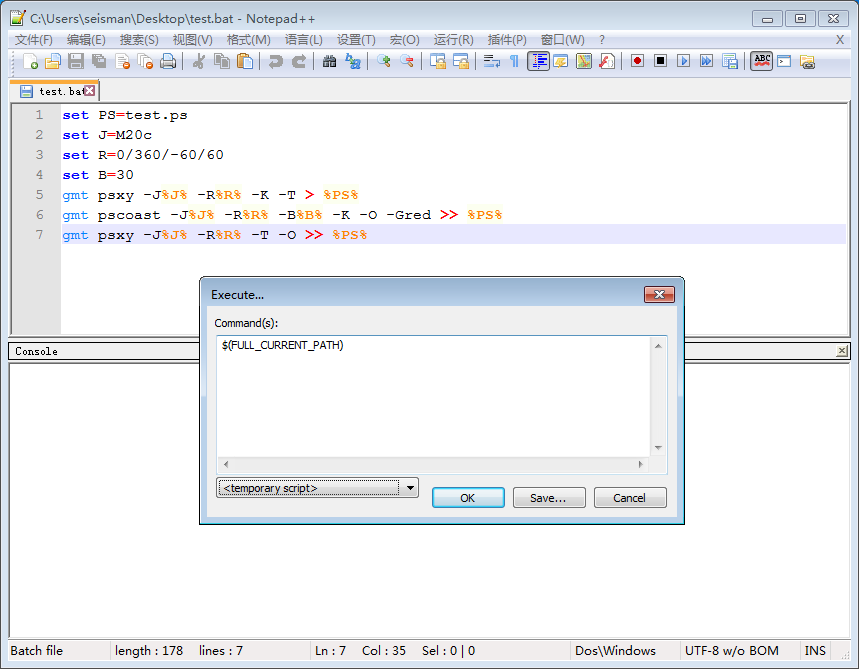 C:\Users\seisman\Desktop\test.bat - Notepad++
文件(F) 编辑(E) 搜索(S) 视图(V) 格式(M) 语言(L) 设置(T) 宏(O) 运行(R) 插件(P) 窗口(W) ? X
ABC
test.bat
1 set PS=test.ps
2 set J=M20c
3 set R=0/360/-60/60
4 set B=30
5 gmt psxy -J%J% -R%R% -K -T > %PS%
6 gmt pscoast -J%J% -R%R% -B%B% -K -O -Gred >> %PS%
7 gmt psxy -J%J% -R%R% -T -O >> %PS%
Execute...
Command(s):
$(FULL_CURRENT_PATH)
<temporary script>
OK Save... Cancel
Console
Batch file length : 178 lines : 7 Ln : 7 Col : 35 Sel : 0 | 0 Dos\Windows UTF-8 w/o BOM INS